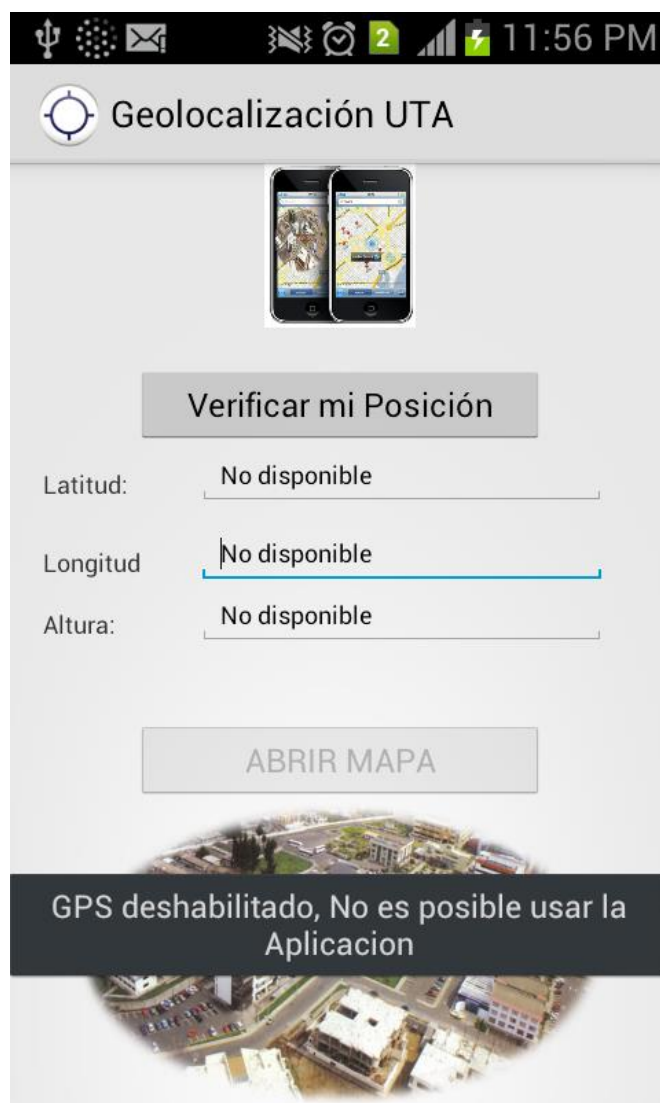 2
11:56 PM
Geolocalización UTA
Verificar mi Posición
Latitud:
No disponible
Longitud
No disponible
Altura:
No disponible
ABRIR MAPA
GPS deshabilitado, No es posible usar la
Aplicacion